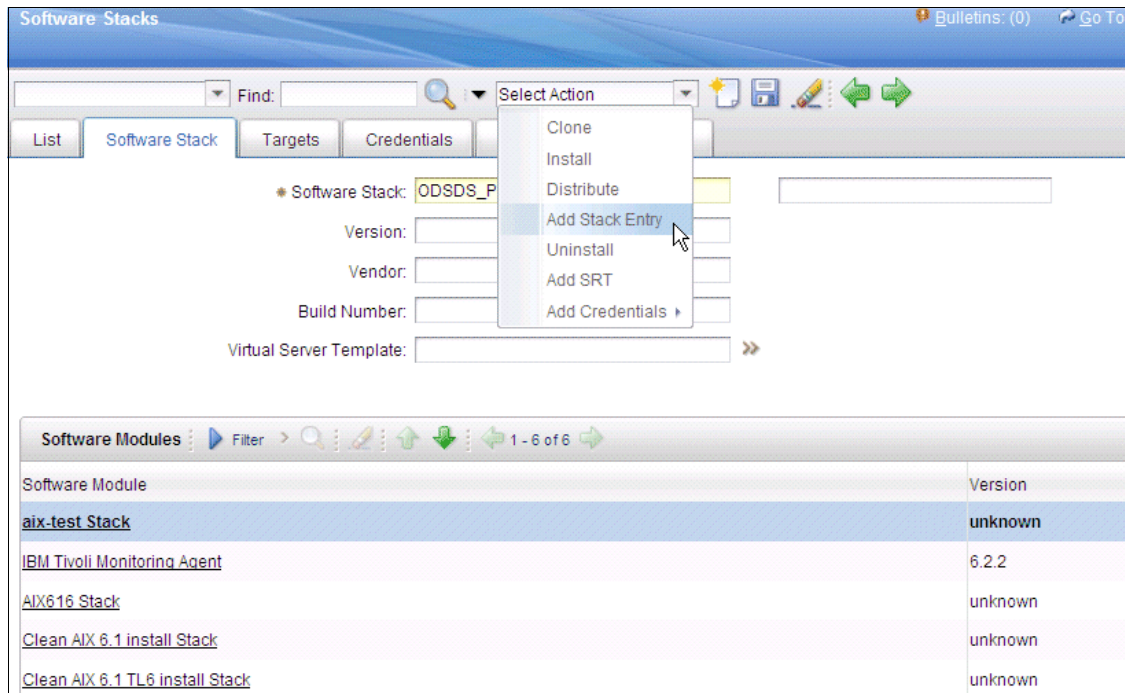 Software Stacks
Bulletins: (0) Go To
Find: Select Action
List Software Stack Targets Credentials
Clone
Install
Distribute
Add Stack Entry
Uninstall
Add SRT
Add Credentials
Software Stack: ODSDS_P
Version:
Vendor:
Build Number:
Virtual Server Template:
Software Modules Filter 1 - 6 of 6
Software Module Version
aix-test Stack unknown
IBM Tivoli Monitoring Agent 6.2.2
AIX616 Stack unknown
Clean AIX 6.1 install Stack unknown
Clean AIX 6.1 TL6 install Stack unknown